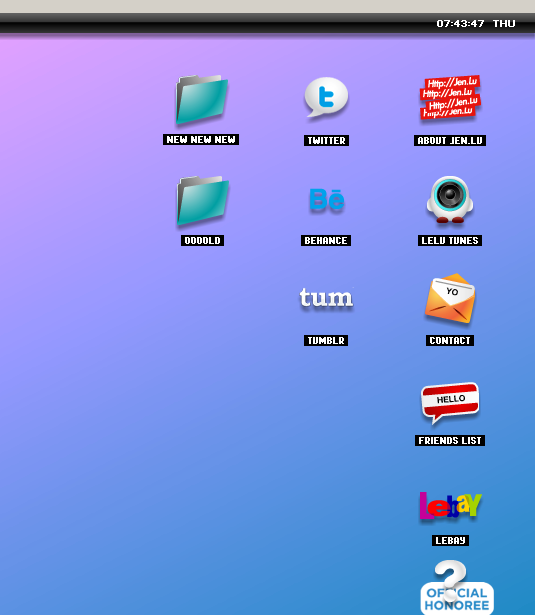 07:43:47 THU
Http://Jen.Lu
Http://Jen.Lu
Http://Jen.Lu
Http://Jen.Lu
NEW NEW NEW
TWITTER
ABOUT JEN.LU
Bē
OOOOLD
BEHANCE
LELU TUNES
tum
YO
TUMBLR
CONTACT
HELLO
FRIENDS LIST
Lebay
LEBAY
?
OFFICIAL
HONOREE